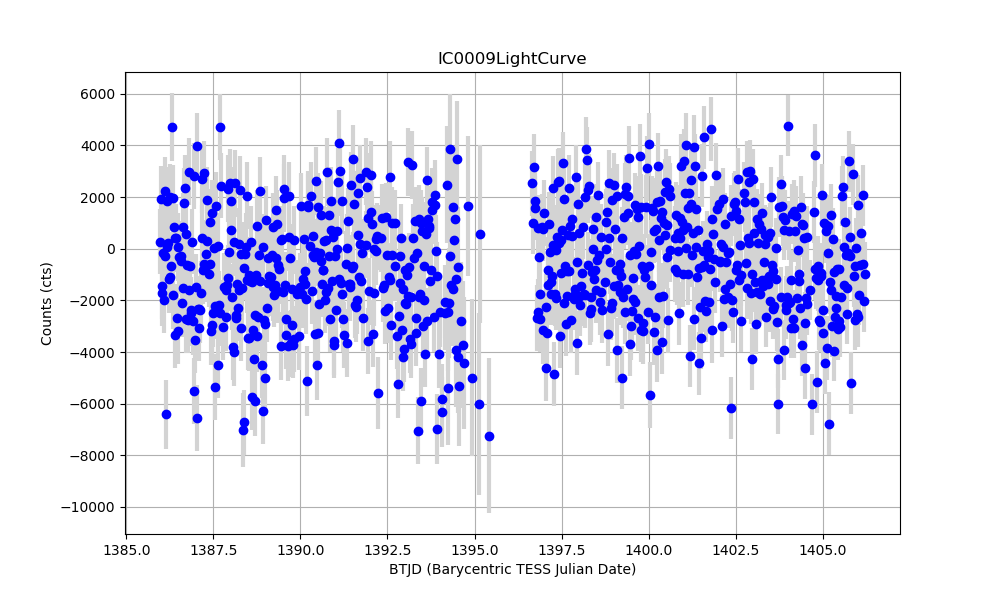 IC0009LightCurve
6000
4000
2000
0
−2000
−4000
−6000
−8000
−10000
Counts (cts)
1385.0 1387.5 1390.0 1392.5 1395.0 1397.5 1400.0 1402.5 1405.0
BTJD (Barycentric TESS Julian Date)